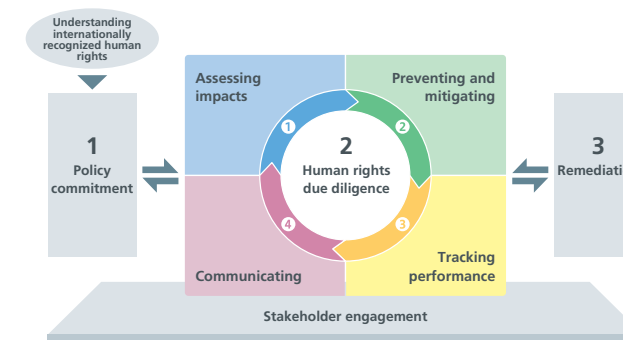 Understanding
internationally
recognized human
rights
1
Policy
commitment
Assessing
impacts
Preventing and
mitigating
1
2
2
Human rights
due diligence
4
3
Communicating
Tracking
performance
3
Remediati
Stakeholder engagement